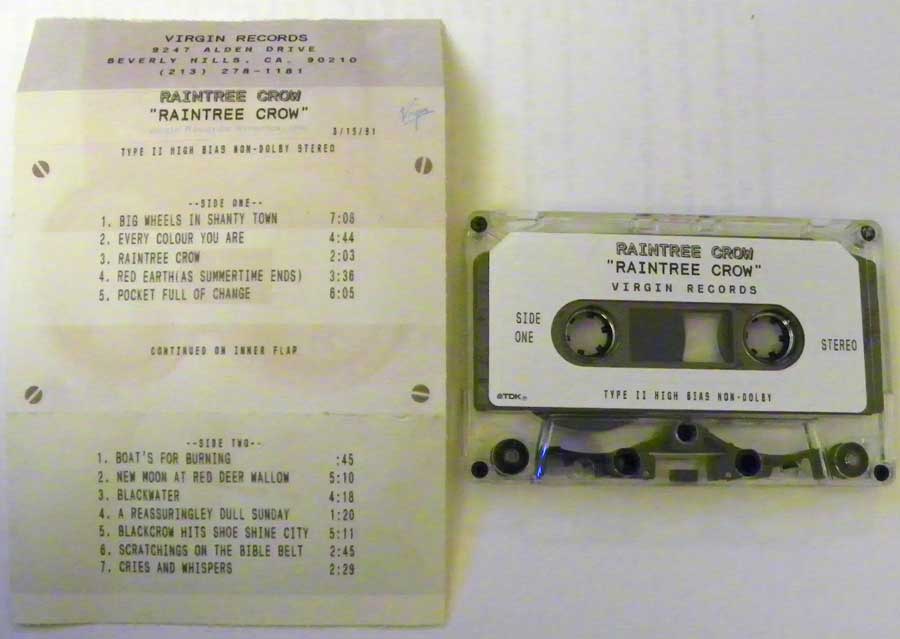 VIRGIN RECORDS
9247 ALDEN DRIVE
BEVERLY HILLS, CA. 90210
(213) 278-1181
RAINTREE CROW
"RAINTREE CROW"
Virgin
3/15/91
TYPE II HIGH BIAS NON-DOLBY STEREO
--SIDE ONE--
1. BIG WHEELS IN SHANTY TOWN 7:08
2. EVERY COLOUR YOU ARE 4:44
3. RAINTREE CROW 2:03
4. RED EARTH(AS SUMMERTIME ENDS) 3:36
5. POCKET FULL OF CHANGE 6:05
CONTINUED ON INNER FLAP
--SIDE TWO--
1. BOAT'S FOR BURNING :45
2. NEW MOON AT RED DEER WALLOW 5:10
3. BLACKWATER 4:18
4. A REASSURINGLEY DULL SUNDAY 1:20
5. BLACKCROW HITS SHOE SHINE CITY 5:11
6. SCRATCHINGS ON THE BIBLE BELT 2:45
7. CRIES AND WHISPERS 2:29
RAINTREE CROW
"RAINTREE CROW"
VIRGIN RECORDS
SIDE
ONE
STEREO
TDK
TYPE II HIGH BIAS NON-DOLBY